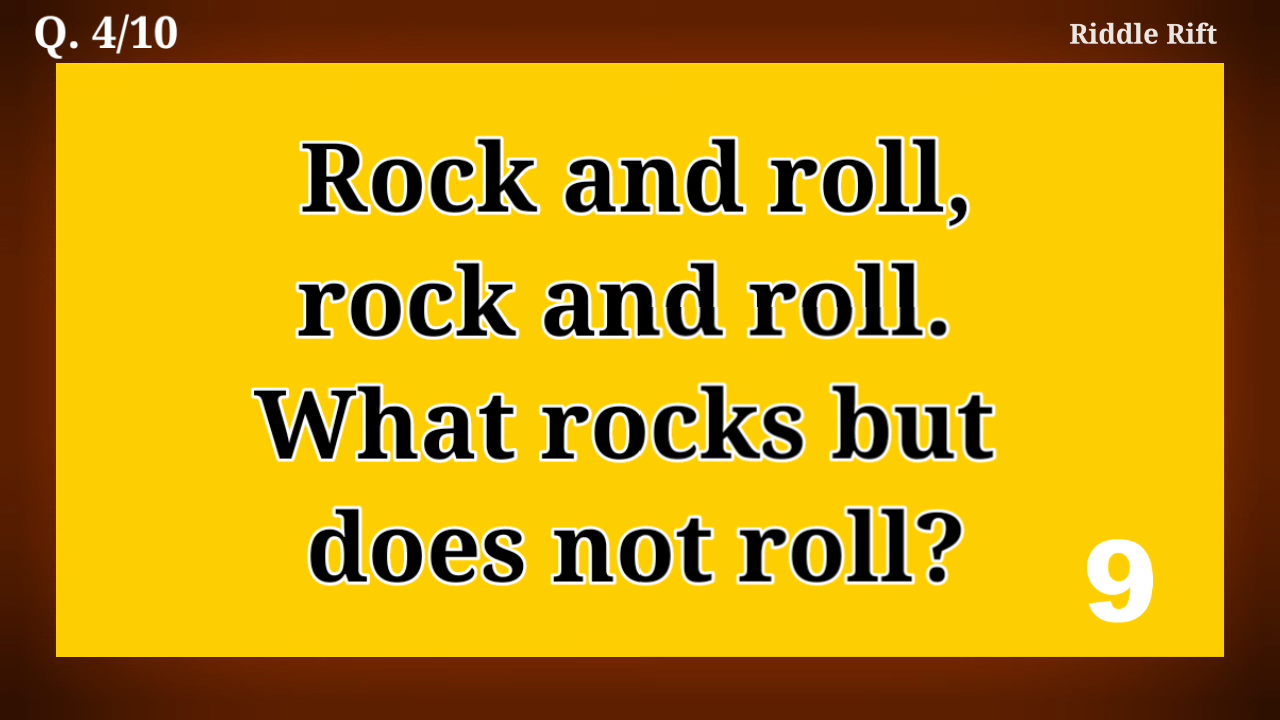 Q. 4/10
Riddle Rift
Rock and roll,
rock and roll.
What rocks but
does not roll?
9